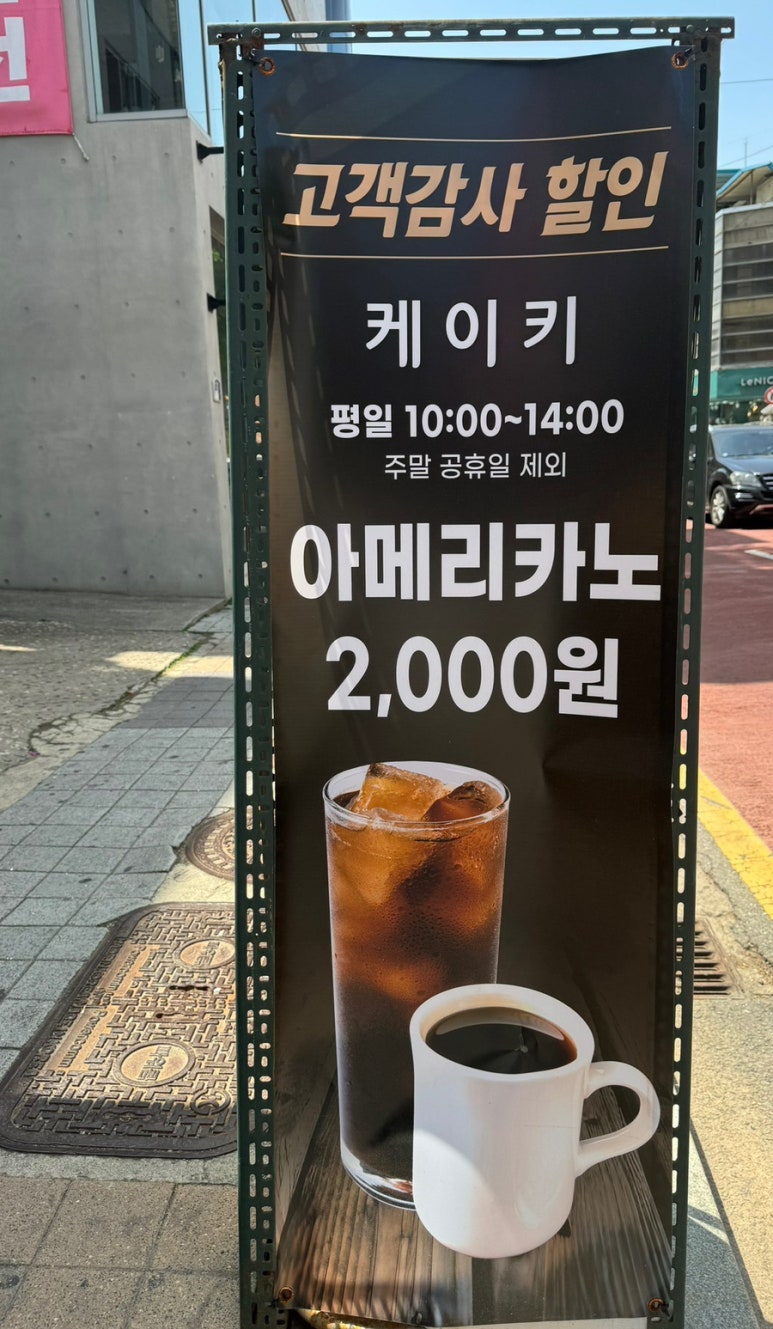 고객감사 할인
케이키
평일 10:00~14:00
주말 공휴일 제외
아메리카노
2,000원